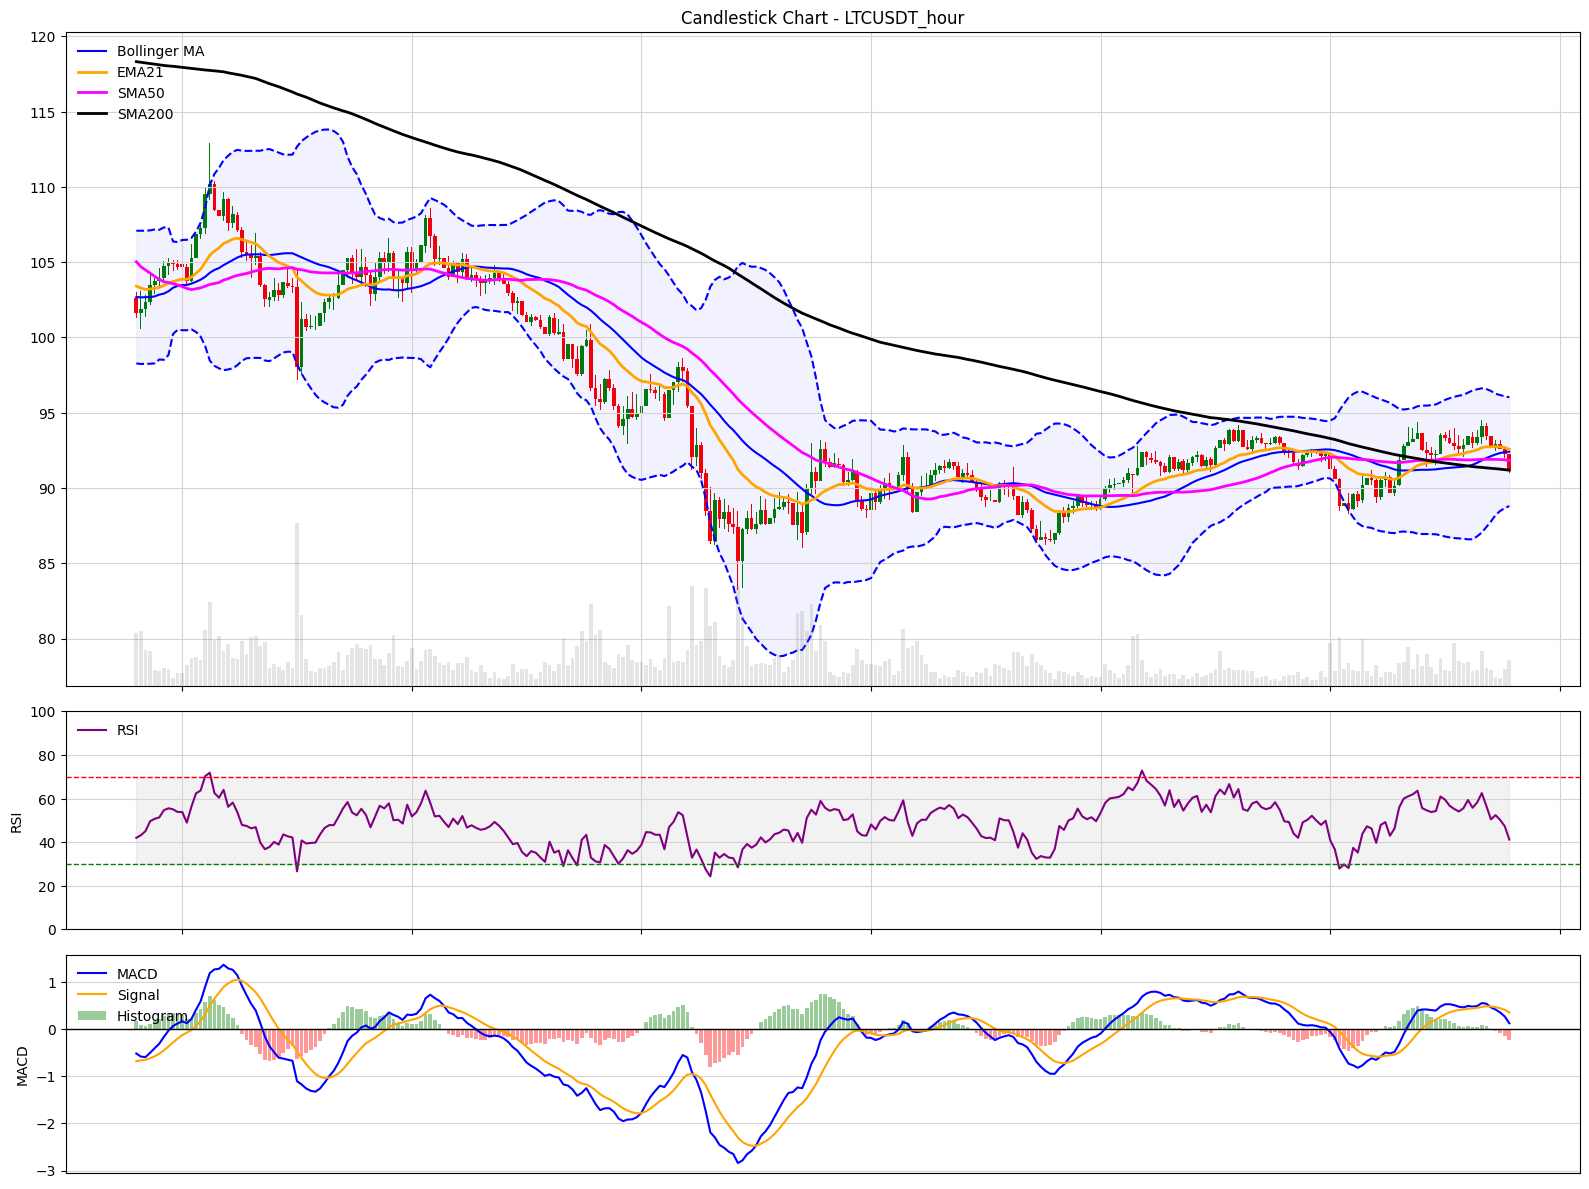 Candlestick Chart - LTCUSDT_hour
120
115
110
105
100
95
90
85
80
Bollinger MA
EMA21
SMA50
SMA200
100
80
60
40
20
0
RSI
RSI
1
0
−1
−2
−3
MACD
MACD
Signal
Histogram